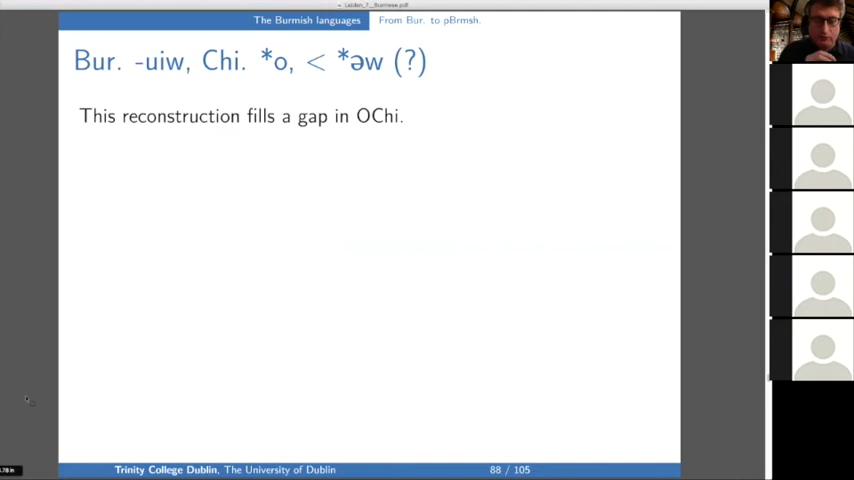 Leiden_7__Burmese.pdf
The Burmish languages From Bur. to pBrmsh.
Bur. -uiw, Chi. *o, < *əw (?)
This reconstruction fills a gap in OChi.
Trinity College Dublin, The University of Dublin 88 / 105